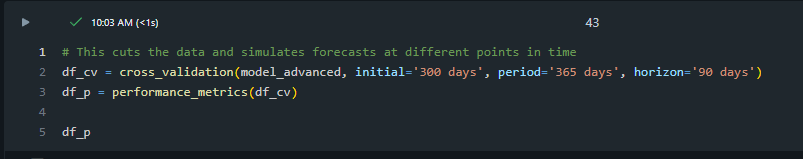 10:03 AM (<1s)
43
1 # This cuts the data and simulates forecasts at different points in time
2 df_cv = cross_validation(model_advanced, initial='300 days', period='365 days', horizon='90 days')
3 df_p = performance_metrics(df_cv)
4
5 df_p